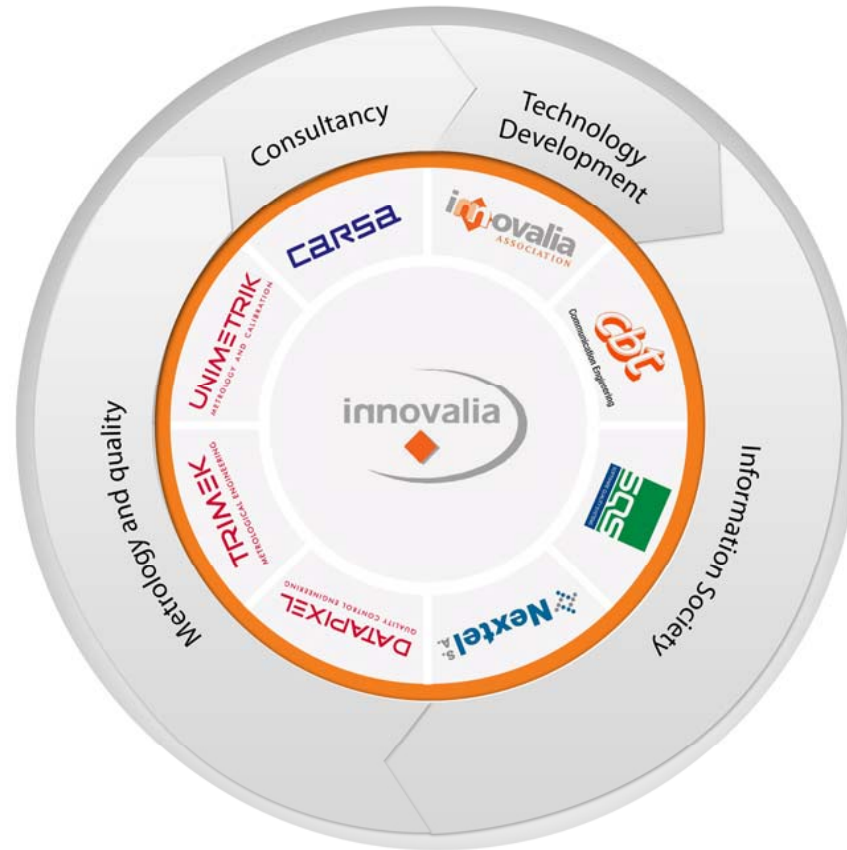 Consultancy
Technology
Development
Information Society
Metrology and quality
carsa
innovalia
ASSOCIATION
cbt
Communication Engineering
SQS
Nextel S.A.
DATAPIXEL
QUALITY CONTROL ENGINEERING
TRIMEK
METROLOGICAL ENGINEERING
UNIMETRIK
METROLOGY AND CALIBRATION
innovalia